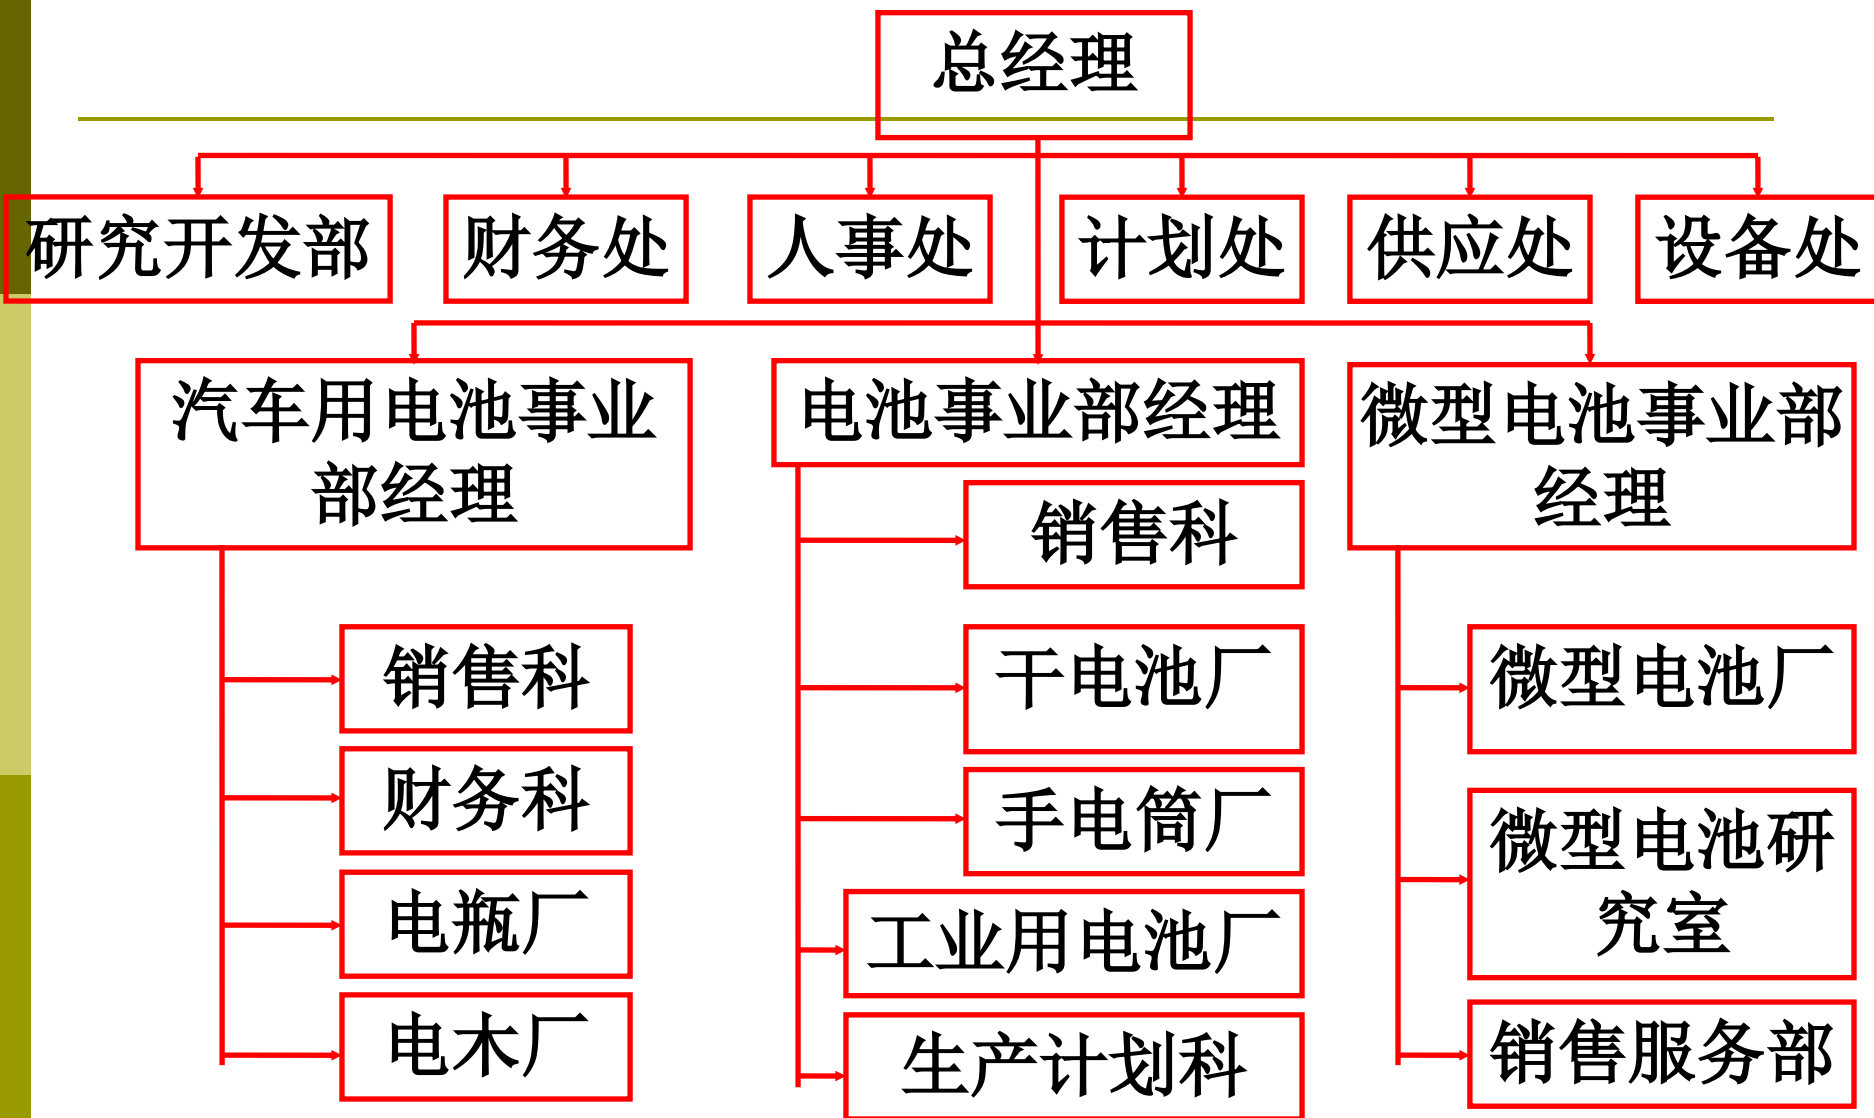 总经理
研究开发部
财务处
人事处
计划处
供应处
设备处
汽车用电池事业
部经理
销售科
财务科
电瓶厂
电木厂
电池事业部经理
销售科
干电池厂
手电筒厂
工业用电池厂
生产计划科
微型电池事业部
经理
微型电池厂
微型电池研
究室
销售服务部